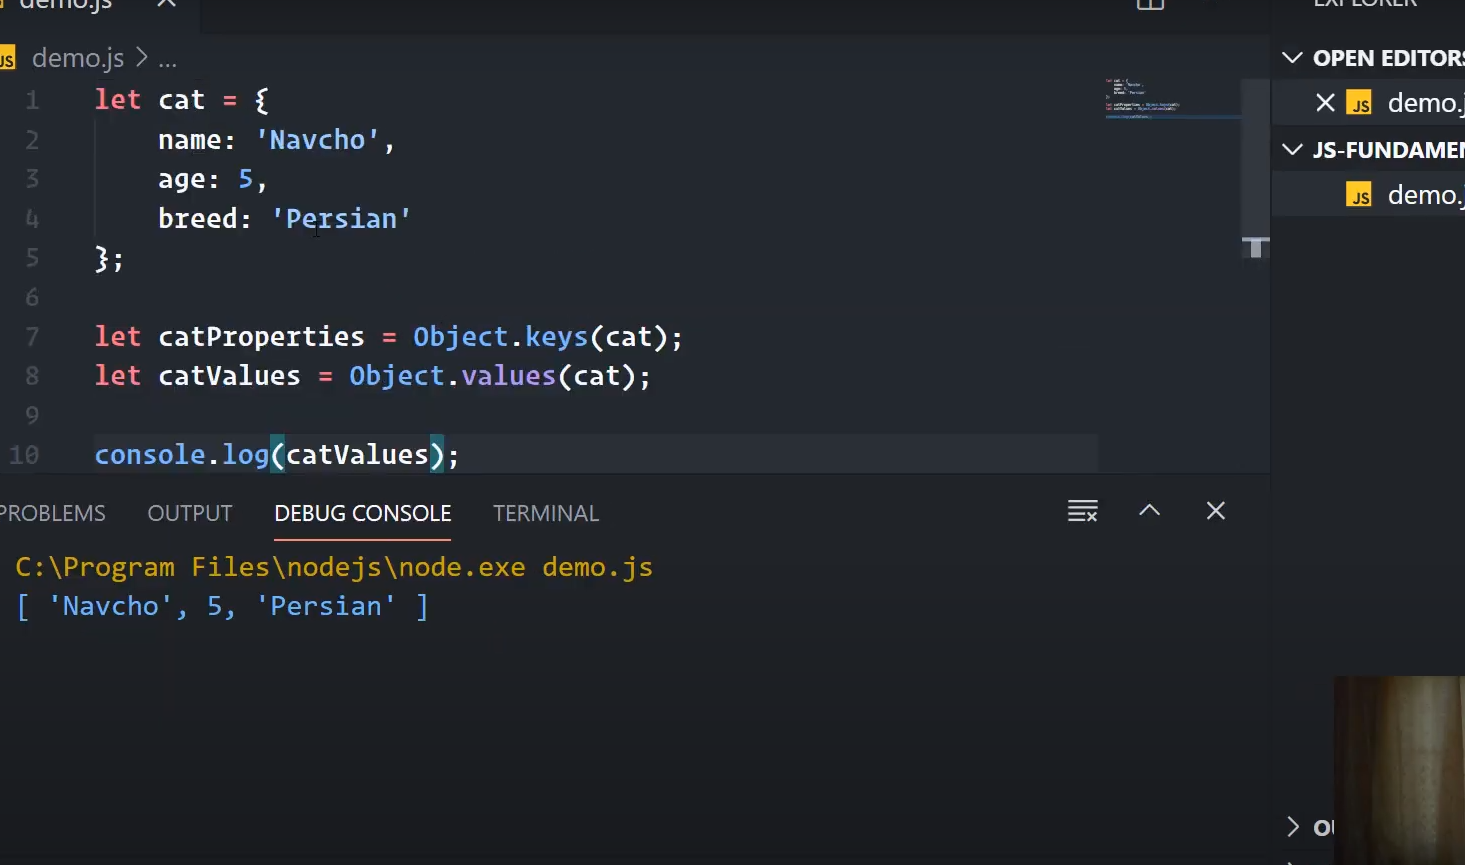 demo.js
EXPLORER
JS demo.js > ...
1 let cat = {
2 name: 'Navcho',
3 age: 5,
4 breed: 'Persian'
5 };
6
7 let catProperties = Object.keys(cat);
8 let catValues = Object.values(cat);
9
10 console.log(catValues);
PROBLEMS OUTPUT DEBUG CONSOLE TERMINAL
C:\Program Files\nodejs\node.exe demo.js
[ 'Navcho', 5, 'Persian' ]
OPEN EDITORS
JS demo.j
JS-FUNDAMEN
JS demo.j
OU